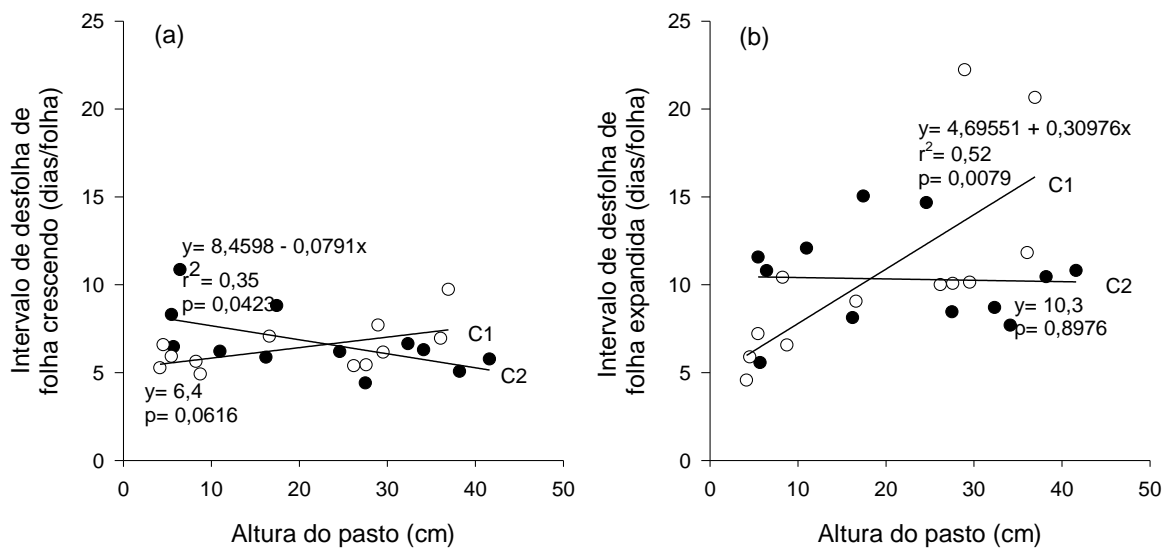 (a)
25
20
15
10
5
0
0 10 20 30 40 50
Intervalo de desfolha de
folha crescendo (dias/folha)
Altura do pasto (cm)
y= 8,4598 - 0,0791x
r2 = 0,35
p= 0,0423
C1
C2
y= 6,4
p= 0,0616
(b)
25
20
15
10
5
0
0 10 20 30 40 50
Intervalo de desfolha de
folha expandida (dias/folha)
Altura do pasto (cm)
y= 4,69551 + 0,30976x
r2= 0,52
p= 0,0079
C1
C2
y= 10,3
p= 0,8976